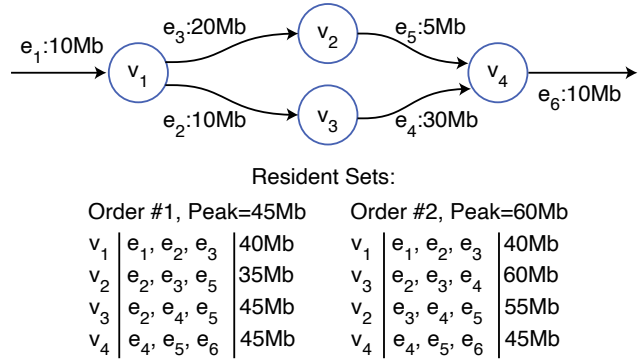 e₁:10Mb
v₁
e₃:20Mb
v₂
e₅:5Mb
e₂:10Mb
v₃
e₄:30Mb
v₄
e₆:10Mb
Resident Sets:
Order #1, Peak=45Mb
v₁ e₁, e₂, e₃ 40Mb
v₂ e₂, e₃, e₅ 35Mb
v₃ e₂, e₄, e₅ 45Mb
v₄ e₄, e₅, e₆ 45Mb
Order #2, Peak=60Mb
v₁ e₁, e₂, e₃ 40Mb
v₃ e₂, e₃, e₄ 60Mb
v₂ e₃, e₄, e₅ 55Mb
v₄ e₄, e₅, e₆ 45Mb